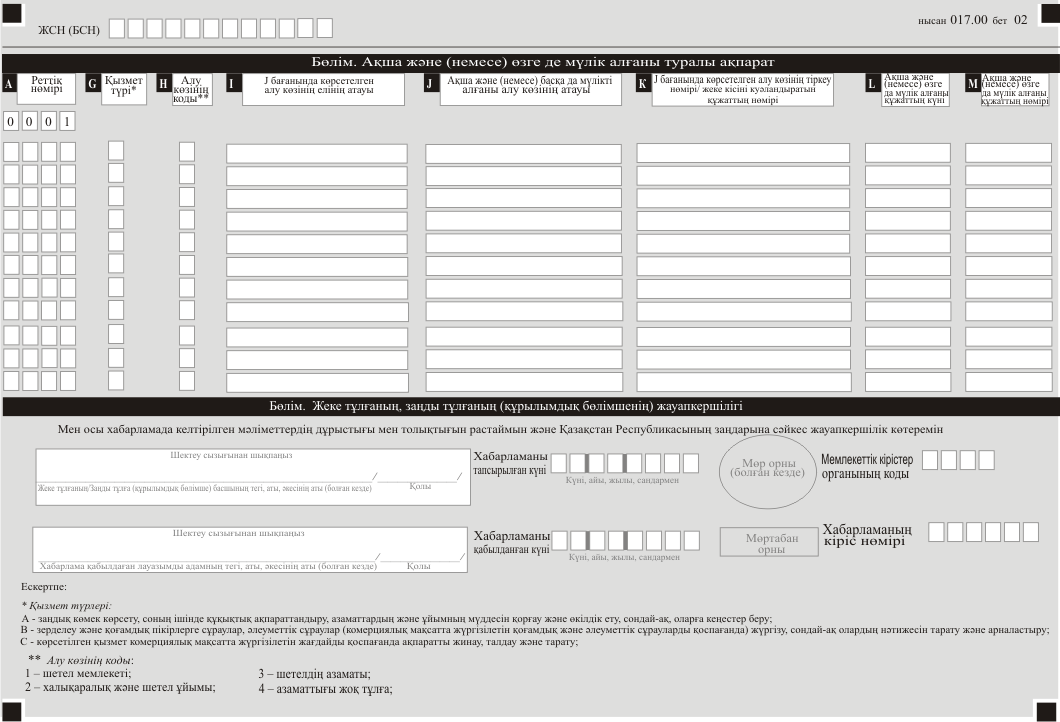 нысан 017.00 бет 02
ЖСН (БСН)
Бөлім. Ақша және (немесе) өзге де мүлік алғаны туралы ақпарат
A Реттік нөмірі
G Қызмет түрі*
H Алу көзінің коды**
I J бағанында көрсетілген алу көзінің елінің атауы
J Ақша және (немесе) басқа да мүлікті алғаны алу көзінің атауы
K J бағанында көрсетілген алу көзінің тіркеу нөмірі/ жеке кісіні куәландыратын құжаттың нөмірі
L Ақша және (немесе) өзге да мүлік алғаны құжаттың күні
M Ақша және (немесе) өзге да мүлік алғаны құжаттың нөмірі
0 0 0 1
Бөлім. Жеке тұлғаның, заңды тұлғаның (құрылымдық бөлімшенің) жауапкершілігі
Мен осы хабарламада келтірілген мәліметтердің дұрыстығы мен толықтығын растаймын және Қазақстан Республикасының заңдарына сәйкес жауапкершілік көтеремін
Шектеу сызығынан шықпаңыз
Жеке тұлғаның/Заңды тұлға (құрылымдық бөлімше) басшының тегі, аты, әкесінің аты (болған кезде) / Қолы /
Хабарламаны
тапсырылған күні
Күні, айы, жылы, сандармен
Мөр орны
(болған кезде)
Мемлекеттік кірістер
органының коды
Шектеу сызығынан шықпаңыз
Хабарлама қабылдаған лауазымды адамның тегі, аты, әкесінің аты (болған кезде) / Қолы /
Хабарламаны
қабылданған күні
Күні, айы, жылы, сандармен
Мөртабан
орны
Хабарламаның
кіріс нөмірі
Ескертпе:
* Қызмет түрлері:
А - заңдық көмек көрсету, соның ішінде құқықтық ақпараттандыру, азаматтардың және ұйымның мүддесін қорғау және өкілдік ету, сондай-ақ, оларға кеңестер беру;
В - зерделеу және қоғамдық пікірлерге сұраулар, әлеуметтік сұраулар (комерциялық мақсатта жүргізілетін қоғамдық және әлеуметтік сұрауларды қоспағанда) жүргізу, сондай-ақ олардың нәтижесін тарату және арналастыру;
С - көрсетілген қызмет комерциялық мақсатта жүргізілетін жағдайды қоспағанда ақпаратты жинау, талдау және тарату;
** Алу көзінің коды:
1 – шетел мемлекеті;
2 – халықаралық және шетел ұйымы;
3 – шетелдің азаматы;
4 – азаматтығы жоқ тұлға;